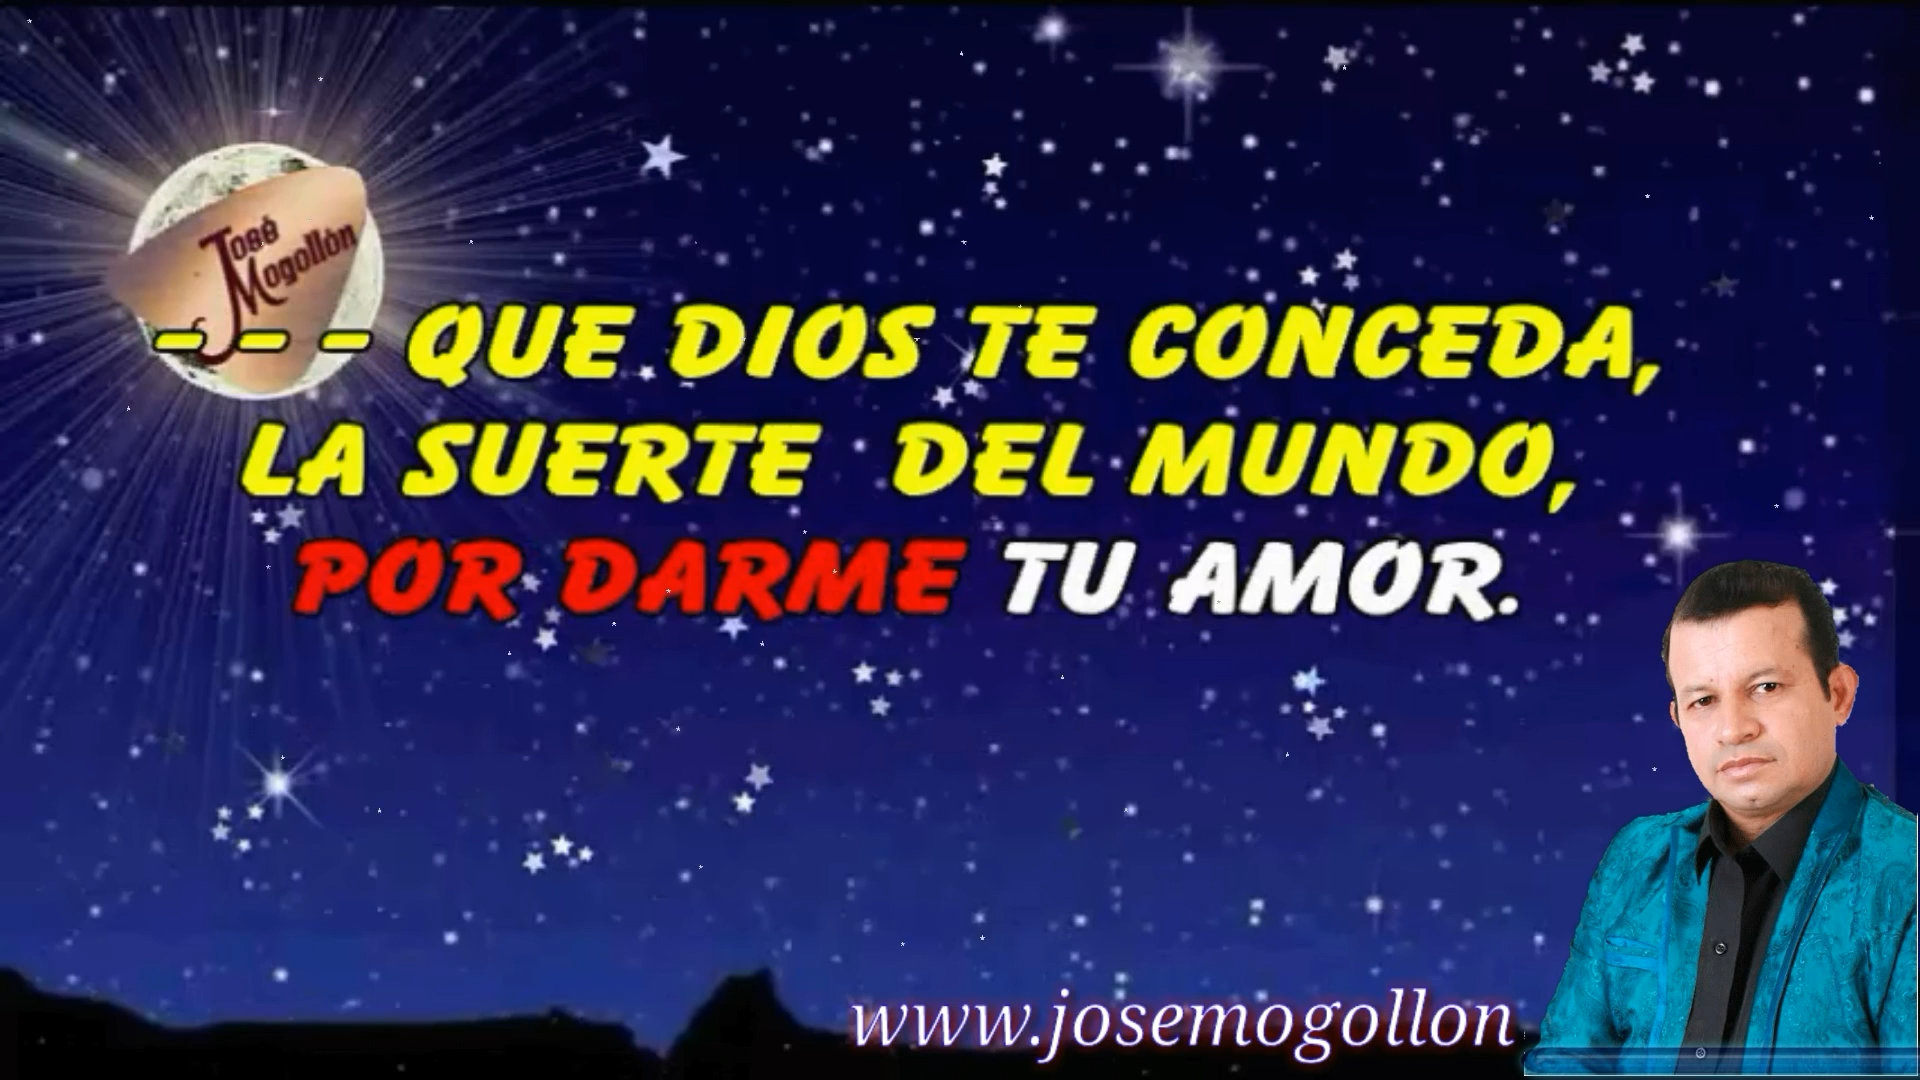 José
Mogollón
- - - QUE DIOS TE CONCEDA,
LA SUERTE DEL MUNDO,
POR DARME TU AMOR.
www.josemogollon